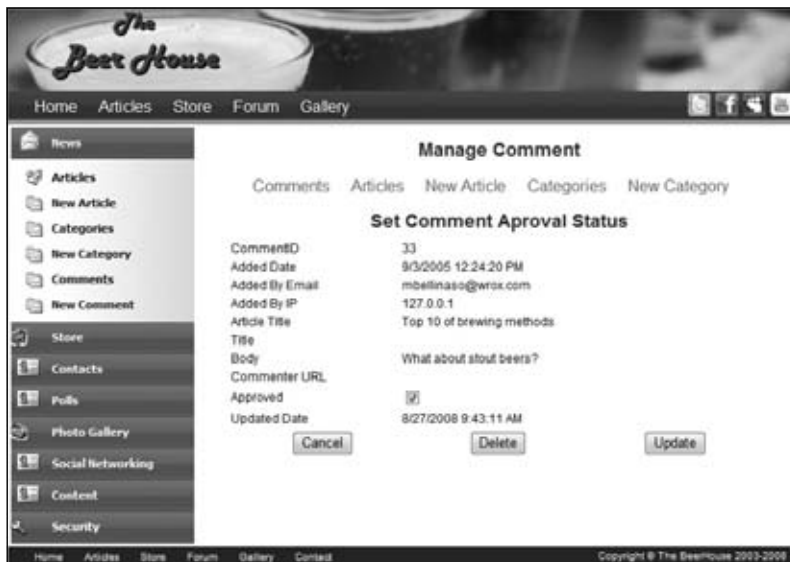 The
Beer House
Home Articles Store Forum Gallery
News
Articles
New Article
Categories
New Category
Comments
New Comment
Store
Contacts
Polls
Photo Gallery
Social Networking
Content
Security
Manage Comment
Comments Articles New Article Categories New Category
Set Comment Aproval Status
CommentID 33
Added Date 9/3/2005 12:24:20 PM
Added By Email mbellinaso@wrox.com
Added By IP 127.0.0.1
Article Title Top 10 of brewing methods
Title
Body What about stout beers?
Commenter URL
Approved
Updated Date 8/27/2008 9:43:11 AM
Cancel Delete Update
Home Articles Store Forum Gallery Contact
Copyright © The BeerHouse 2003-2008